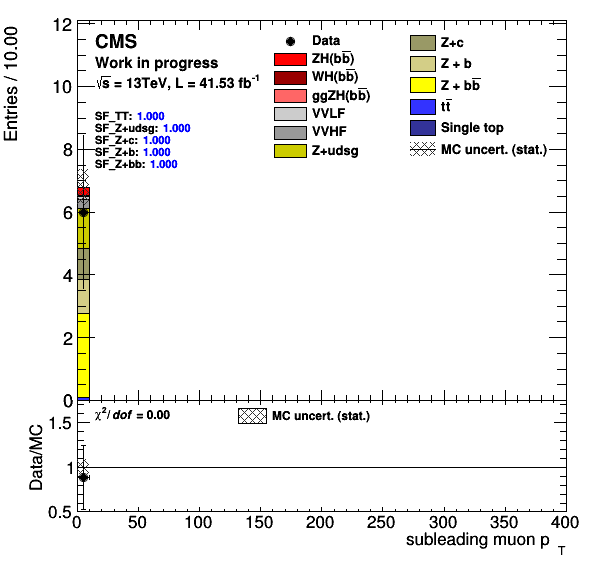 Entries / 10.00
12
10
8
6
4
2
0
CMS
Work in progress
√s = 13TeV, L = 41.53 fb⁻¹
SF_TT: 1.000
SF_Z+udsg: 1.000
SF_Z+c: 1.000
SF_Z+b: 1.000
SF_Z+bb: 1.000
Data
ZH(bb̅)
WH(bb̅)
ggZH(bb̅)
VVLF
VVHF
Z+udsg
Z+c
Z + b
Z + bb̅
tt̅
Single top
MC uncert. (stat.)
Data/MC
1.5
1
0.5
χ²/dof = 0.00
MC uncert. (stat.)
0 50 100 150 200 250 300 350 400
subleading muon p_T